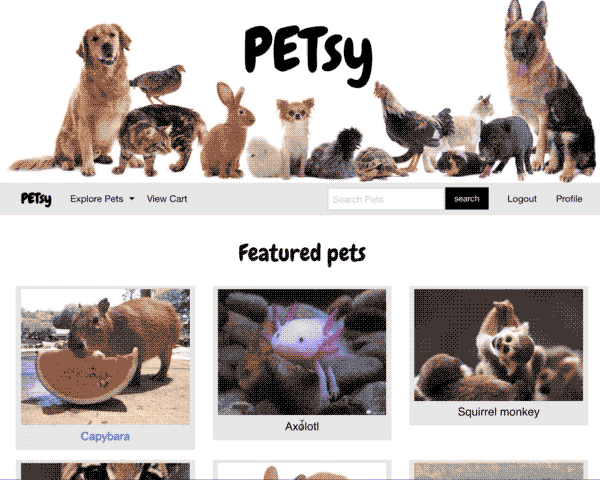 PETsy
PETsy Explore Pets View Cart Search Pets search Logout Profile
Featured pets
Capybara
Axolotl
Squirrel monkey